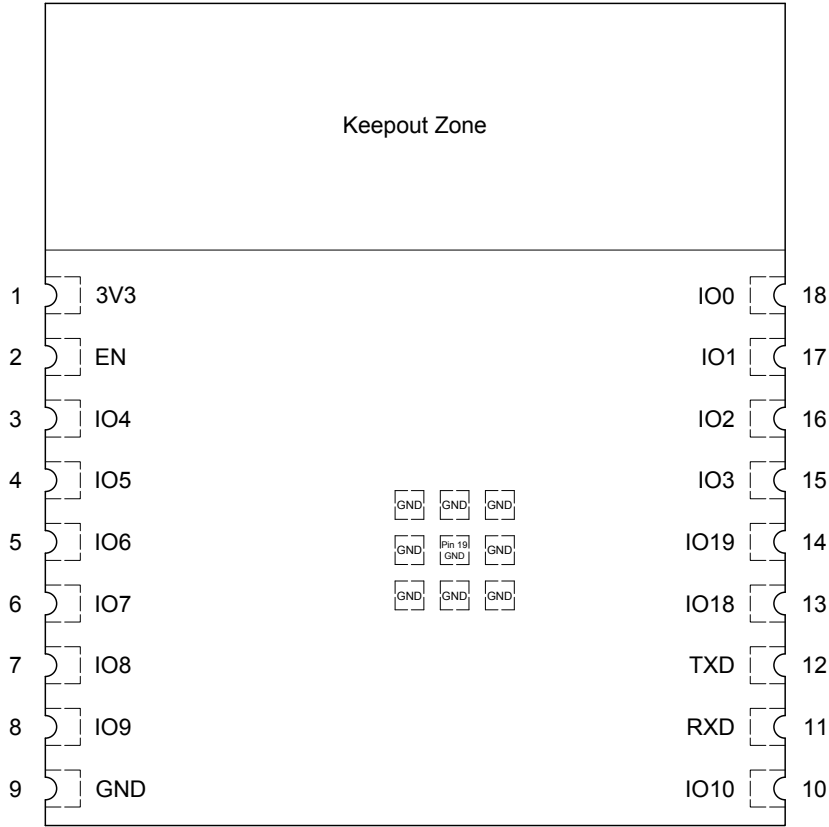 Keepout Zone
1 3V3 IO0 18
2 EN IO1 17
3 IO4 IO2 16
4 IO5 IO3 15
GND GND GND
5 IO6 IO19 14
GND Pin 19 GND GND
6 IO7 IO18 13
GND GND GND
7 IO8 TXD 12
8 IO9 RXD 11
9 GND IO10 10